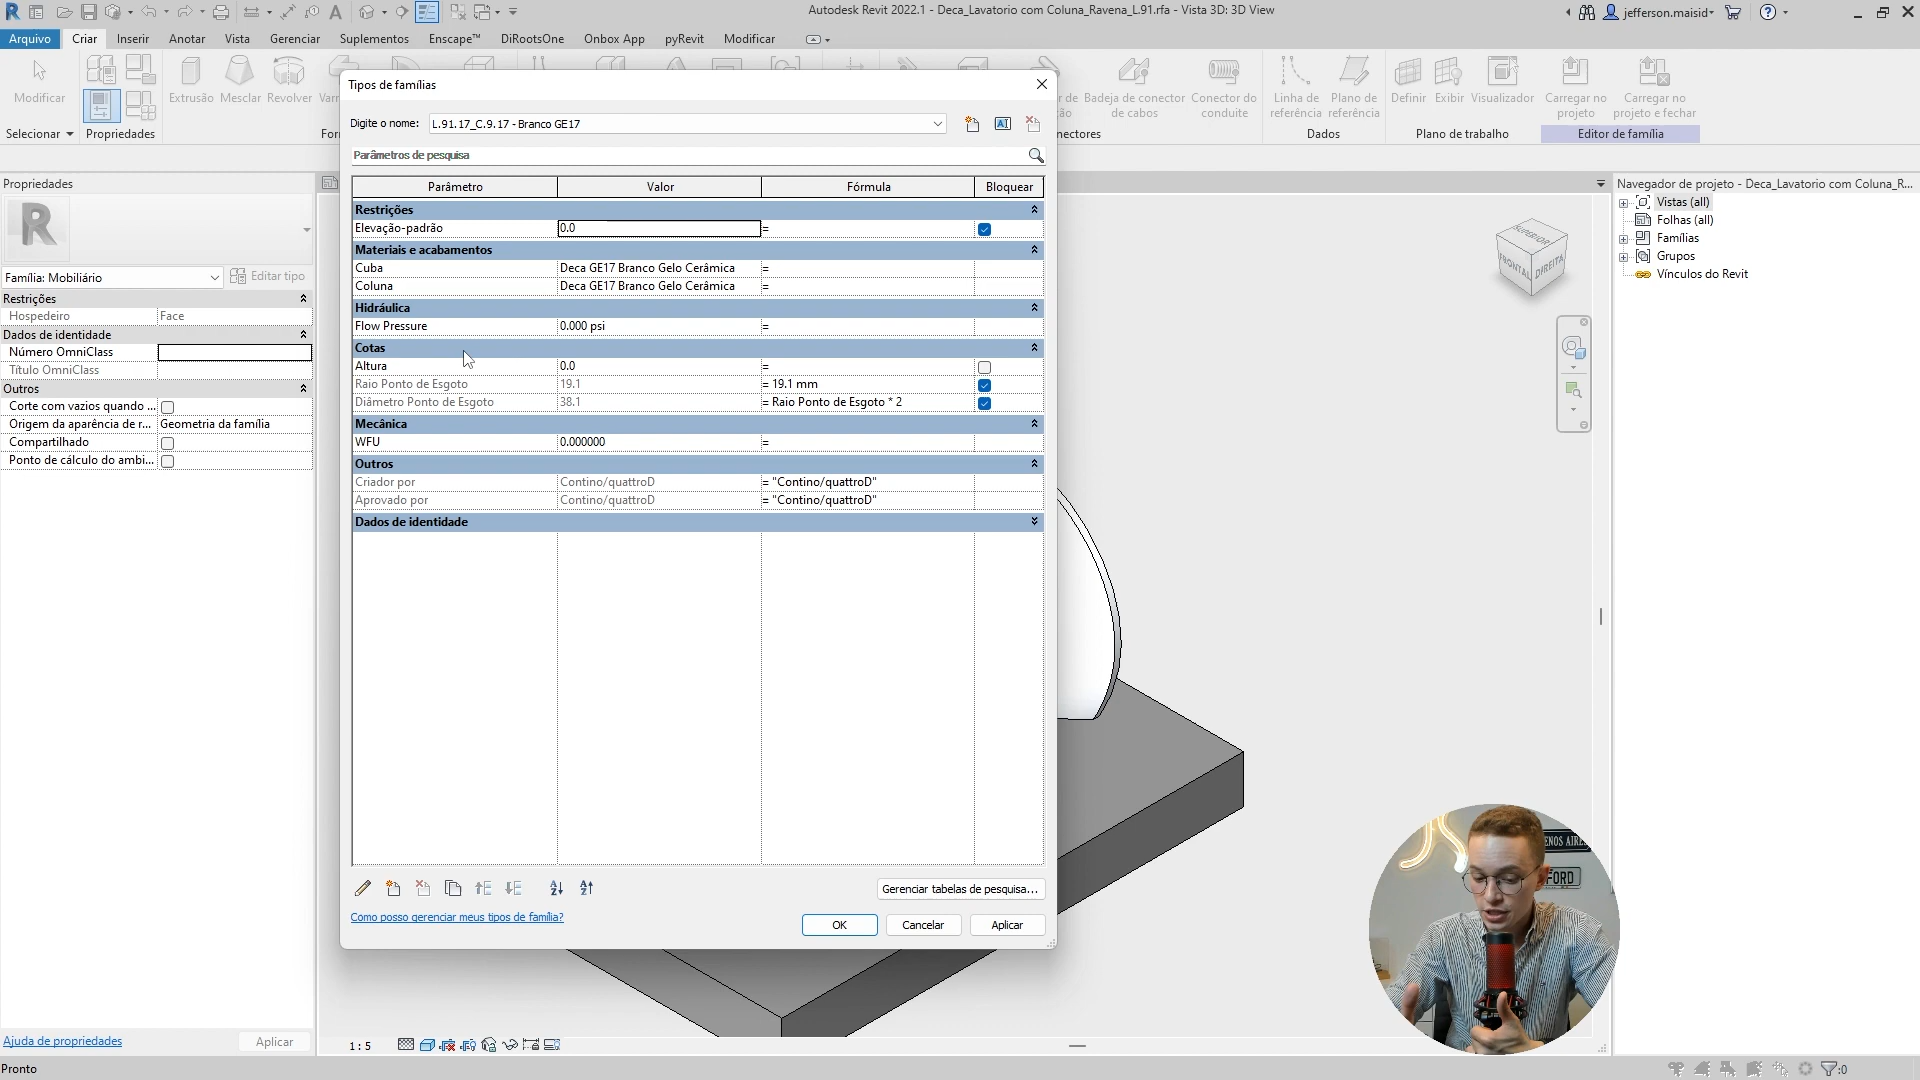 Autodesk Revit 2022.1 - Deca_Lavatorio com Coluna_Ravena_L.91.rfa - Vista 3D: 3D View
jefferson.maisid
Arquivo Criar Inserir Anotar Vista Gerenciar Suplementos Enscape™ DiRootsOne Onbox App pyRevit Modificar
Modificar
Extrusão Mesclar Revolver
Badeja de conector de cabos
Conector do conduite
Linha de referência
Plano de referência
Definir Exibir Visualizador
Carregar no projeto
Carregar no projeto e fechar
Selecionar Propriedades
Dados Plano de trabalho Editor de família
Tipos de famílias
Digite o nome: L.91.17_C.9.17 - Branco GE17
Parâmetros de pesquisa
Parâmetro Valor Fórmula Bloquear
Restrições
Elevação-padrão 0.0 =
Materiais e acabamentos
Cuba Deca GE17 Branco Gelo Cerâmica =
Coluna Deca GE17 Branco Gelo Cerâmica =
Hidráulica
Flow Pressure 0.000 psi =
Cotas
Altura 0.0 =
Raio Ponto de Esgoto 19.1 = 19.1 mm
Diâmetro Ponto de Esgoto 38.1 = Raio Ponto de Esgoto * 2
Mecânica
WFU 0.000000 =
Outros
Criador por Contino/quattroD = "Contino/quattroD"
Aprovado por Contino/quattroD = "Contino/quattroD"
Dados de identidade
Gerenciar tabelas de pesquisa...
Como posso gerenciar meus tipos de família?
OK Cancelar Aplicar
Propriedades
Família: Mobiliário Editar tipo
Restrições
Hospedeiro Face
Dados de identidade
Número OmniClass
Título OmniClass
Outros
Corte com vazios quando ...
Origem da aparência de r... Geometria da família
Compartilhado
Ponto de cálculo do ambi...
Ajuda de propriedades Aplicar
Navegador de projeto - Deca_Lavatorio com Coluna_R...
Vistas (all)
Folhas (all)
Famílias
Grupos
Vínculos do Revit
SUPERIOR
FRONTAL DIREITA
ENOS AIRE
FORD
1 : 5
Pronto
:0